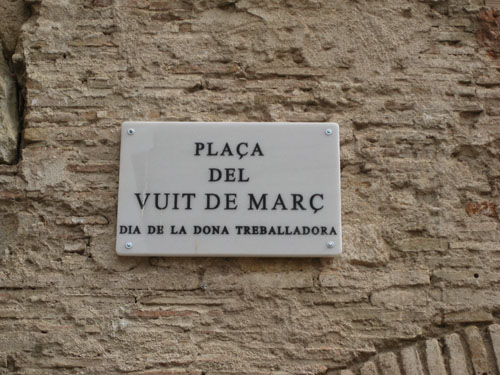 PLAÇA
DEL
VUIT DE MARÇ
DIA DE LA DONA TREBALLADORA